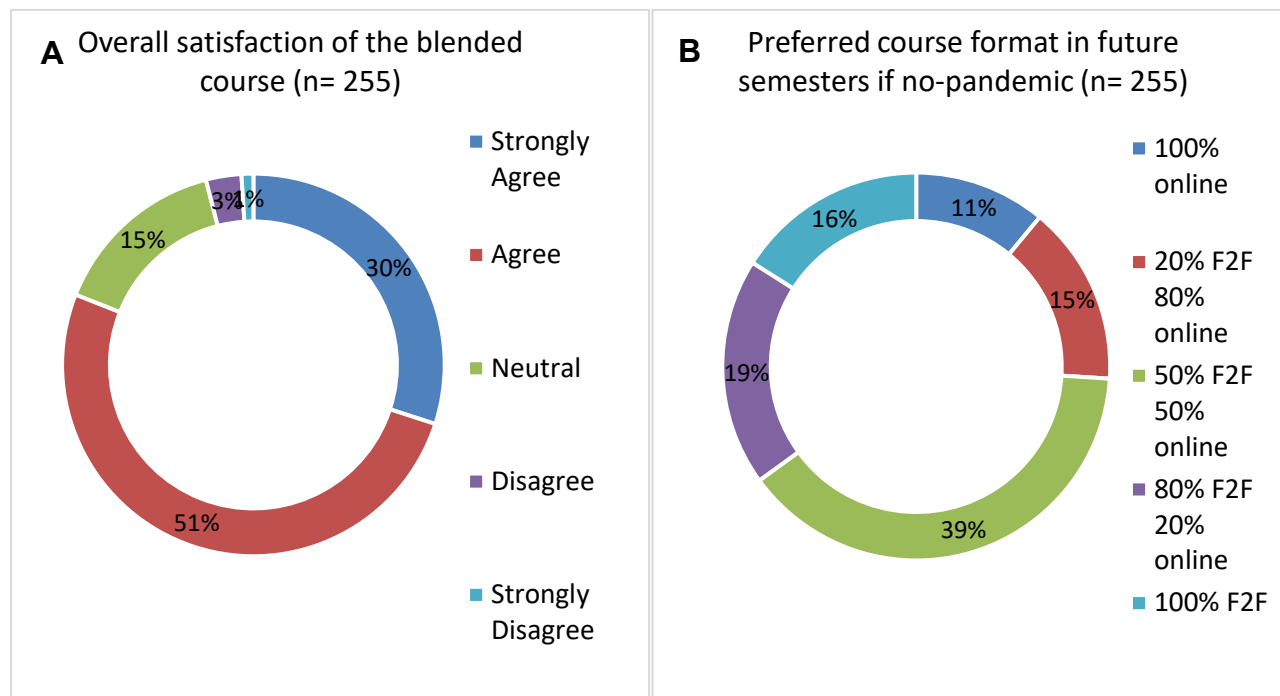 A
Overall satisfaction of the blended
course (n= 255)
Strongly
Agree
Agree
Neutral
Disagree
Strongly
Disagree
3%
1%
15%
30%
51%
B
Preferred course format in future
semesters if no-pandemic (n= 255)
100%
online
20% F2F
80%
online
50% F2F
50%
online
80% F2F
20%
online
100% F2F
11%
16%
15%
19%
39%